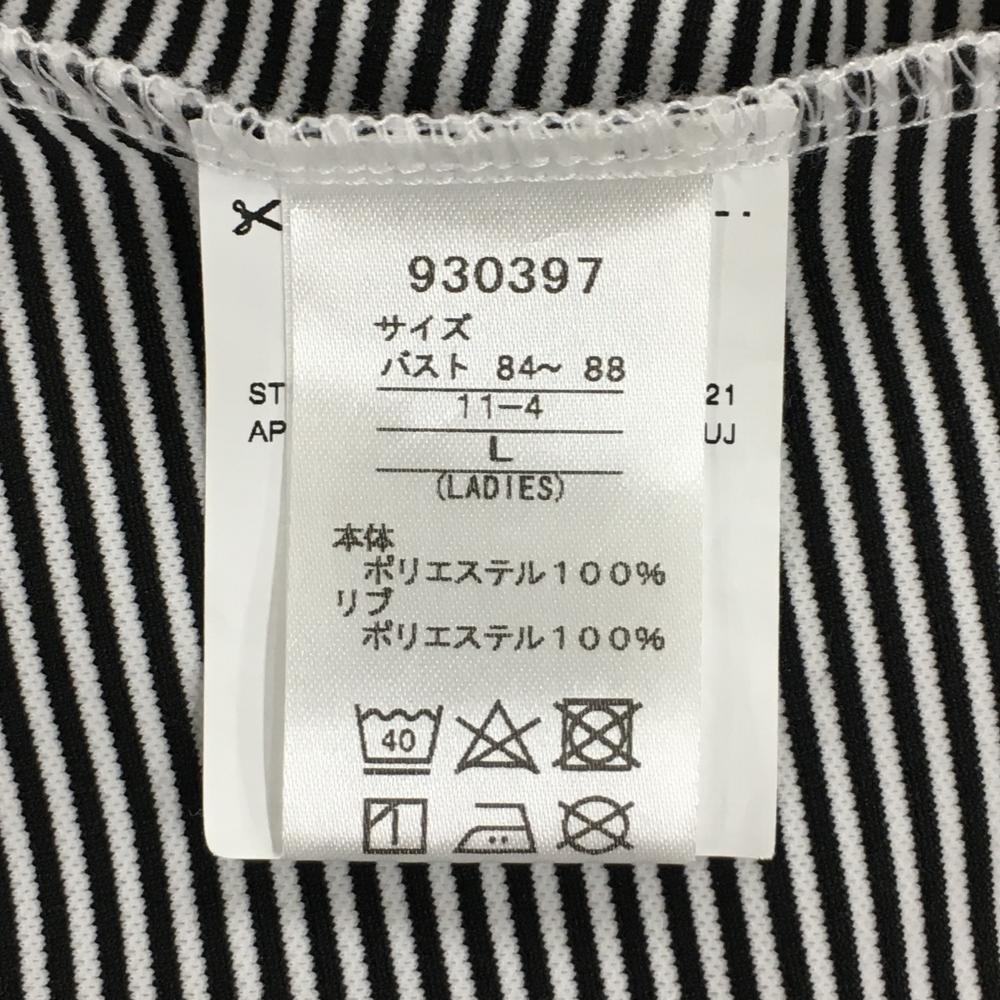 930397
サイズ
バスト 84～ 88
11-4
L
(LADIES)
本体
ポリエステル100%
リブ
ポリエステル100%
40
ST
21
AP
UJ